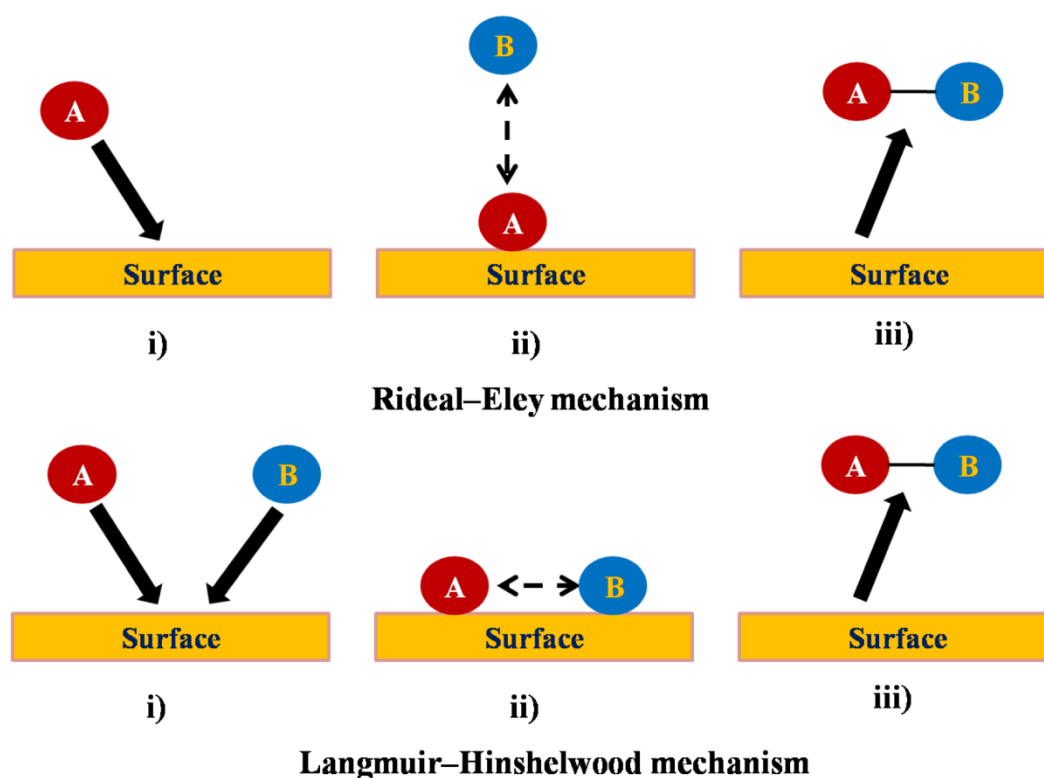 B
A
A
B
A
Surface
Surface
Surface
i)
ii)
iii)
Rideal–Eley mechanism
A
B
A
B
A
B
Surface
Surface
Surface
i)
ii)
iii)
Langmuir–Hinshelwood mechanism